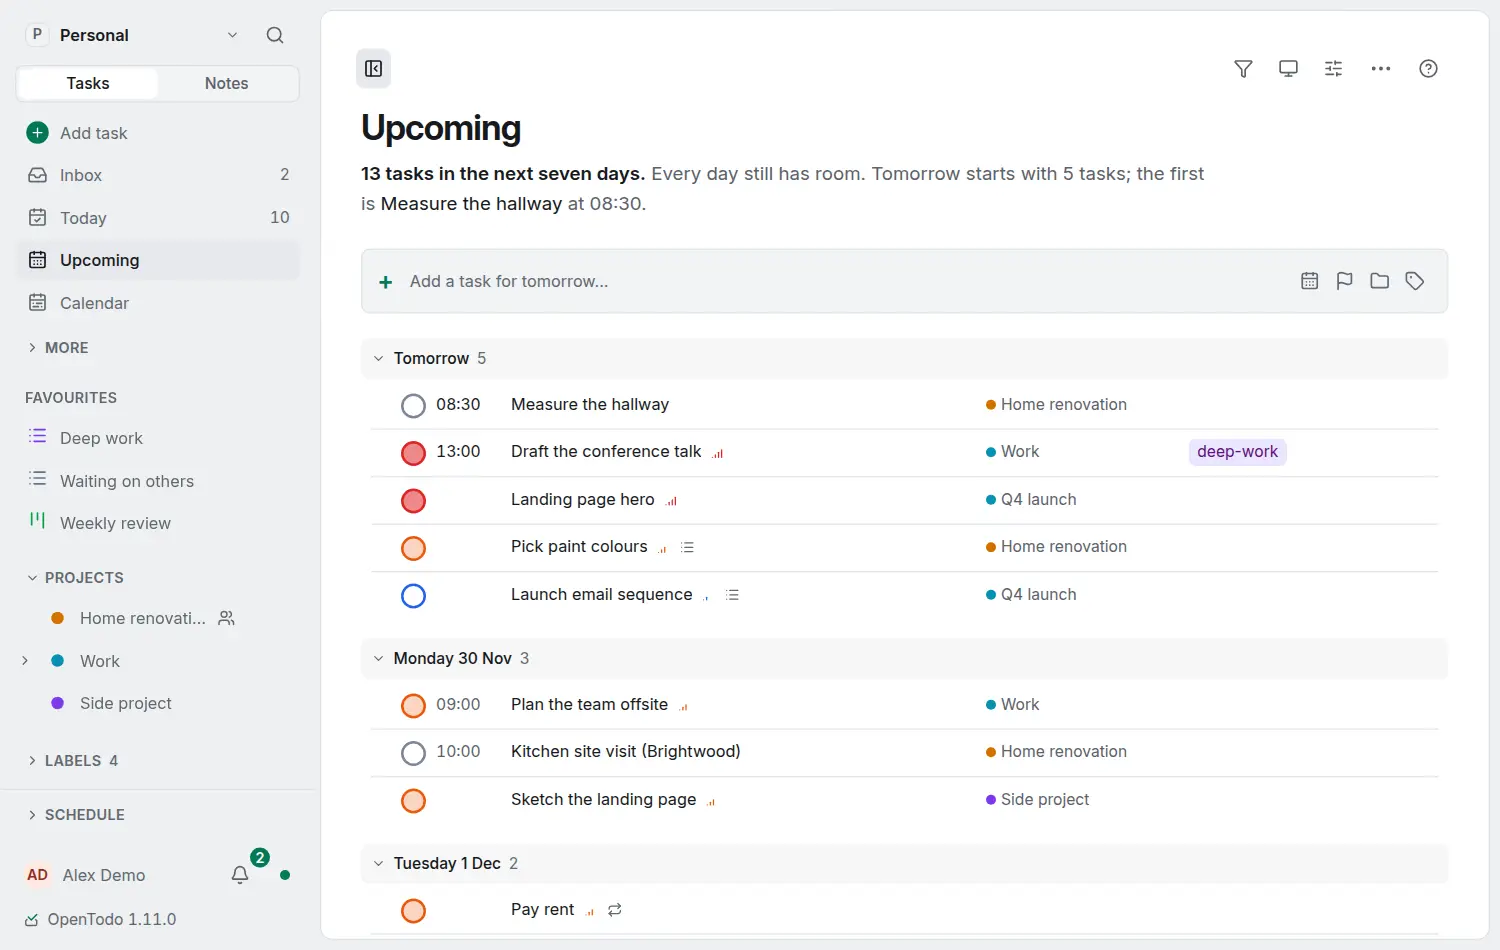 P Personal
Tasks Notes
Add task
Inbox 2
Today 10
Upcoming
Calendar
MORE
FAVOURITES
Deep work
Waiting on others
Weekly review
PROJECTS
Home renovati...
Work
Side project
LABELS 4
SCHEDULE
AD Alex Demo 2
OpenTodo 1.11.0
Upcoming
13 tasks in the next seven days. Every day still has room. Tomorrow starts with 5 tasks; the first
is Measure the hallway at 08:30.
Add a task for tomorrow...
Tomorrow 5
08:30 Measure the hallway Home renovation
13:00 Draft the conference talk Work deep-work
Landing page hero Q4 launch
Pick paint colours Home renovation
Launch email sequence Q4 launch
Monday 30 Nov 3
09:00 Plan the team offsite Work
10:00 Kitchen site visit (Brightwood) Home renovation
Sketch the landing page Side project
Tuesday 1 Dec 2
Pay rent